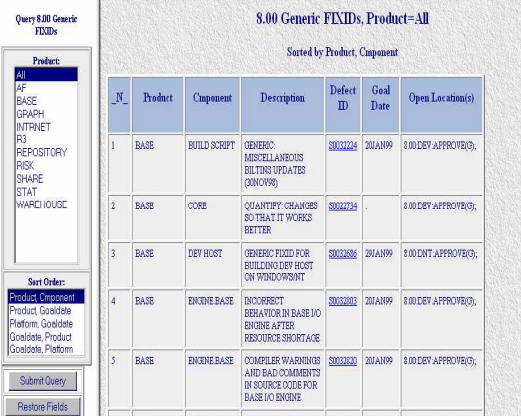 Query 8.00 Generic
FIXIDs
Product:
All
AF
BASE
GRAPH
INTRNET
R3
REPOSITORY
RISK
SHARE
STAT
WAREHOUSE
Sort Order:
Product, Cmponent
Product, Goaldate
Platform, Goaldate
Goaldate, Product
Goaldate, Platform
Submit Query
Restore Fields
8.00 Generic FIXIDs, Product=All
Sorted by Product, Cmponent
_N_ Product Cmponent Description Defect ID Goal Date Open Location(s)
1 BASE BUILD SCRIPT GENERIC: S0032224 20JAN99 8.00:DEV:APPROVE(G);
MISCELLANEOUS
BILTINS UPDATES
(30NOV98)
2 BASE CORE QUANTIFY: CHANGES S0022734 . 8.00:DEV:APPROVE(G);
SO THAT IT WORKS
BETTER
3 BASE DEV HOST GENERIC FIXID FOR S0032686 29JAN99 8.00:DNT:APPROVE(G);
BUILDING DEV HOST
ON WINDOWS/NT
4 BASE ENGINE.BASE INCORRECT S0032803 20JAN99 8.00:DEV:APPROVE(G);
BEHAVIOR IN BASE I/O
ENGINE AFTER
RESOURCE SHORTAGE
5 BASE ENGINE.BASE COMPILER WARNINGS S0032820 20JAN99 8.00:DEV:APPROVE(G);
AND BAD COMMENTS
IN SOURCE CODE FOR
BASE I/O ENGINE